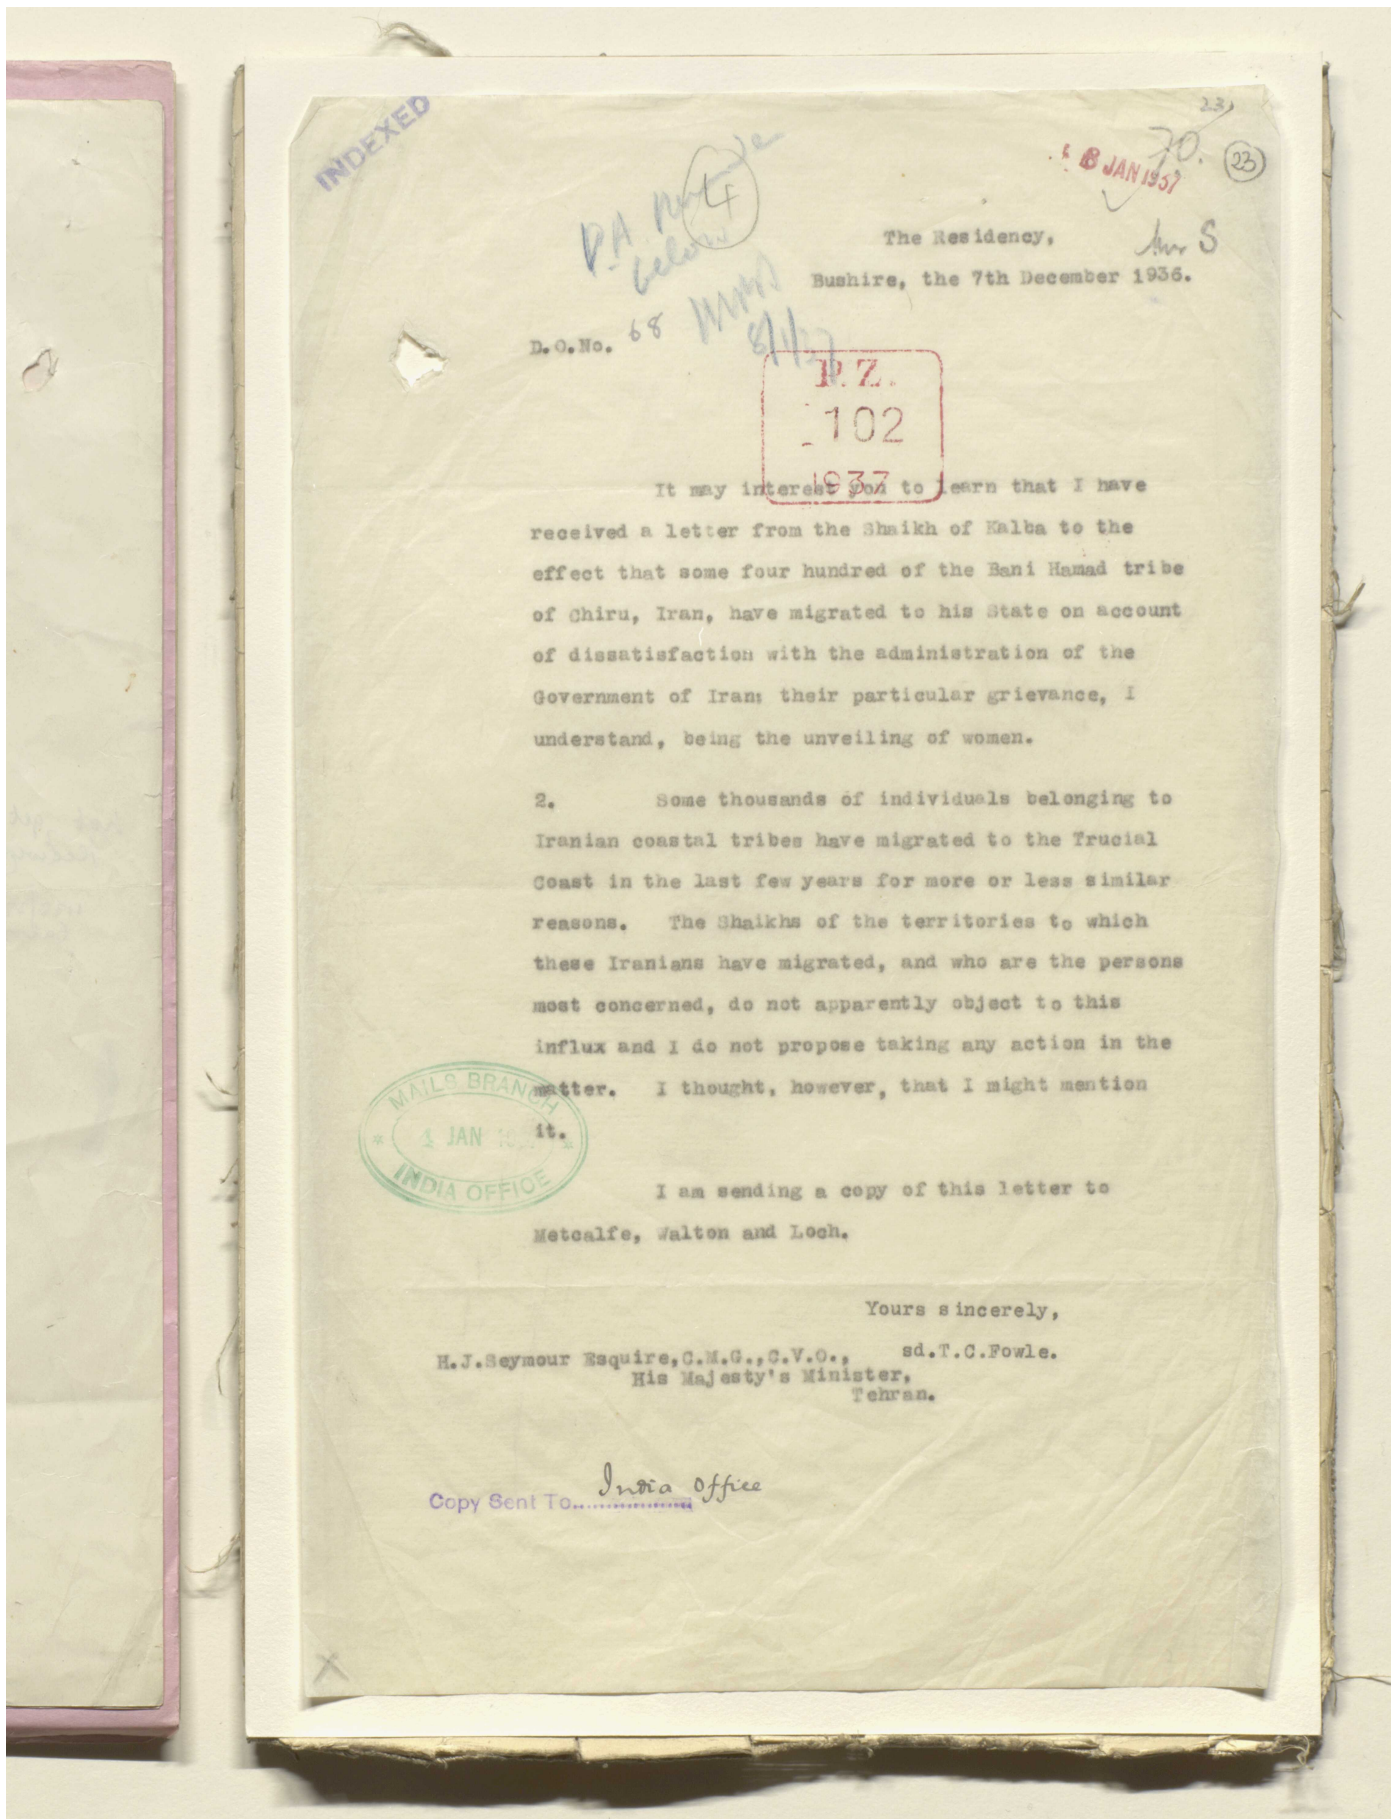 INDEXED
23
70.
23
8 JAN 1937
4
P.A.
below
8/1/37
S
The Residency,
Bushire, the 7th December 1936.
D.O.No. 68
P.Z.
102
1937
It may interest you to learn that I have
received a letter from the Shaikh of Kalba to the
effect that some four hundred of the Bani Hamad tribe
of Chiru, Iran, have migrated to his State on account
of dissatisfaction with the administration of the
Government of Iran; their particular grievance, I
understand, being the unveiling of women.
2. Some thousands of individuals belonging to
Iranian coastal tribes have migrated to the Trucial
Coast in the last few years for more or less similar
reasons. The Shaikhs of the territories to which
these Iranians have migrated, and who are the persons
most concerned, do not apparently object to this
influx and I do not propose taking any action in the
matter. I thought, however, that I might mention
it.
MAILS BRANCH
4 JAN
INDIA OFFICE
I am sending a copy of this letter to
Metcalfe, Walton and Loch.
Yours sincerely,
sd.T.C.Fowle.
H.J.Seymour Esquire,C.M.G.,C.V.O.,
His Majesty's Minister,
Tehran.
Copy Sent To India Office
X